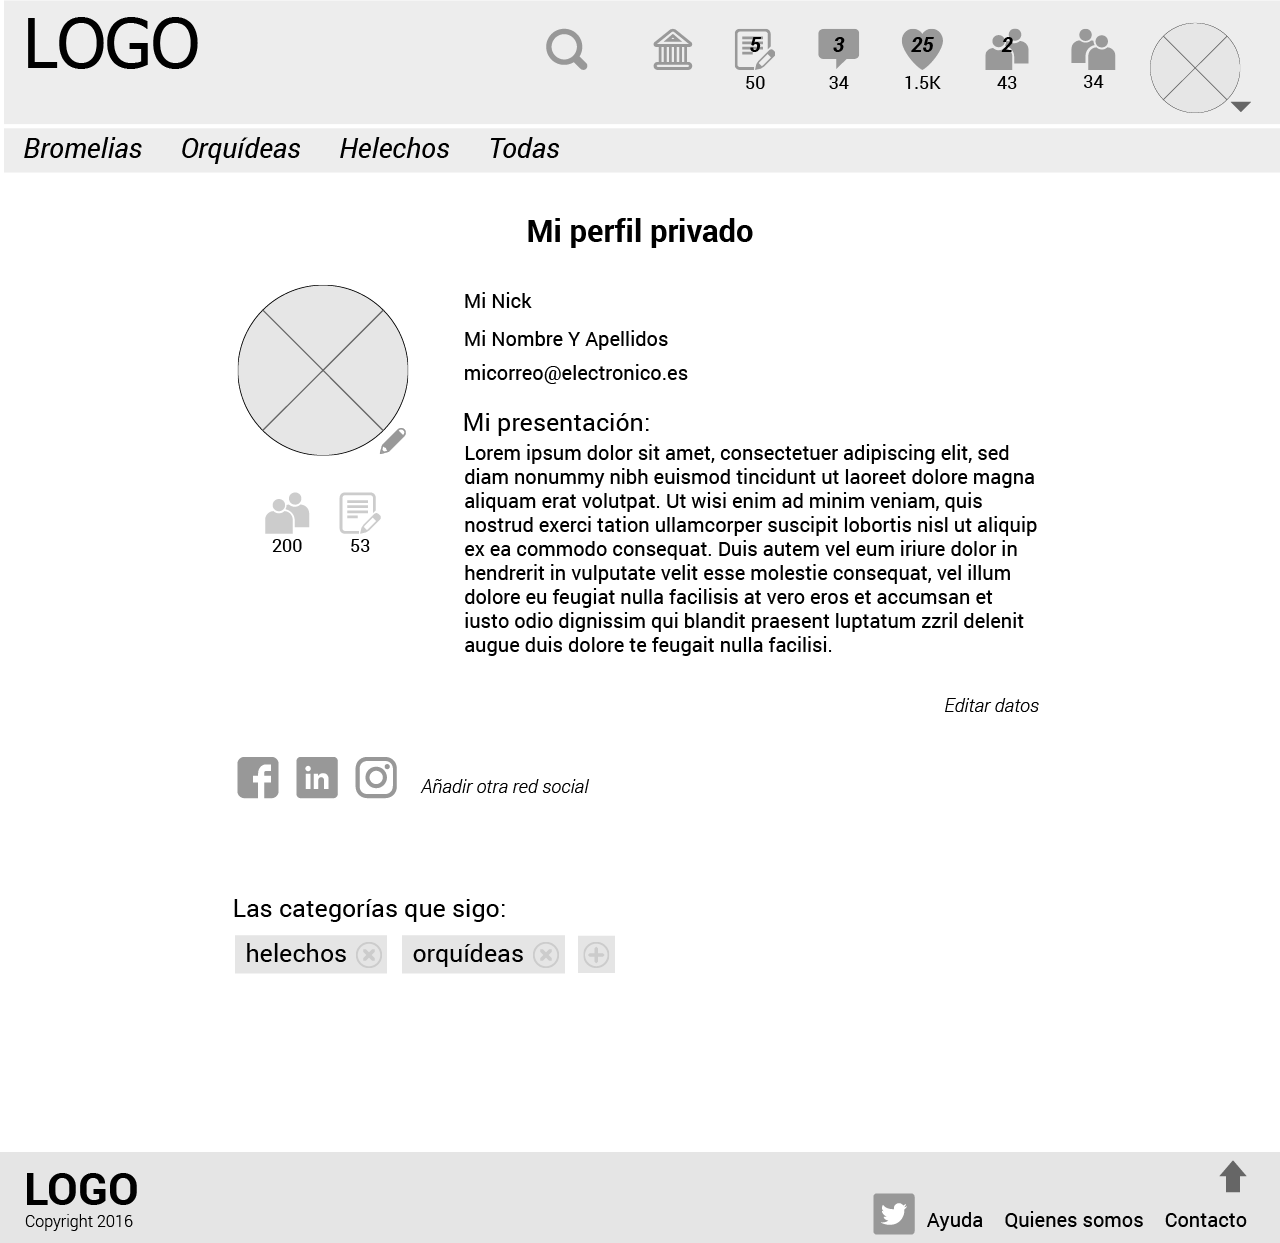 LOGO
5
3
25
2
50
34
1.5K
43
34
Bromelias Orquídeas Helechos Todas
Mi perfil privado
Mi Nick
Mi Nombre Y Apellidos
micorreo@electronico.es
Mi presentación:
Lorem ipsum dolor sit amet, consectetuer adipiscing elit, sed
diam nonummy nibh euismod tincidunt ut laoreet dolore magna
aliquam erat volutpat. Ut wisi enim ad minim veniam, quis
nostrud exerci tation ullamcorper suscipit lobortis nisl ut aliquip
ex ea commodo consequat. Duis autem vel eum iriure dolor in
hendrerit in vulputate velit esse molestie consequat, vel illum
dolore eu feugiat nulla facilisis at vero eros et accumsan et
iusto odio dignissim qui blandit praesent luptatum zzril delenit
augue duis dolore te feugait nulla facilisi.
200
53
Editar datos
Añadir otra red social
Las categorías que sigo:
helechos orquídeas
LOGO
Copyright 2016
Ayuda Quienes somos Contacto